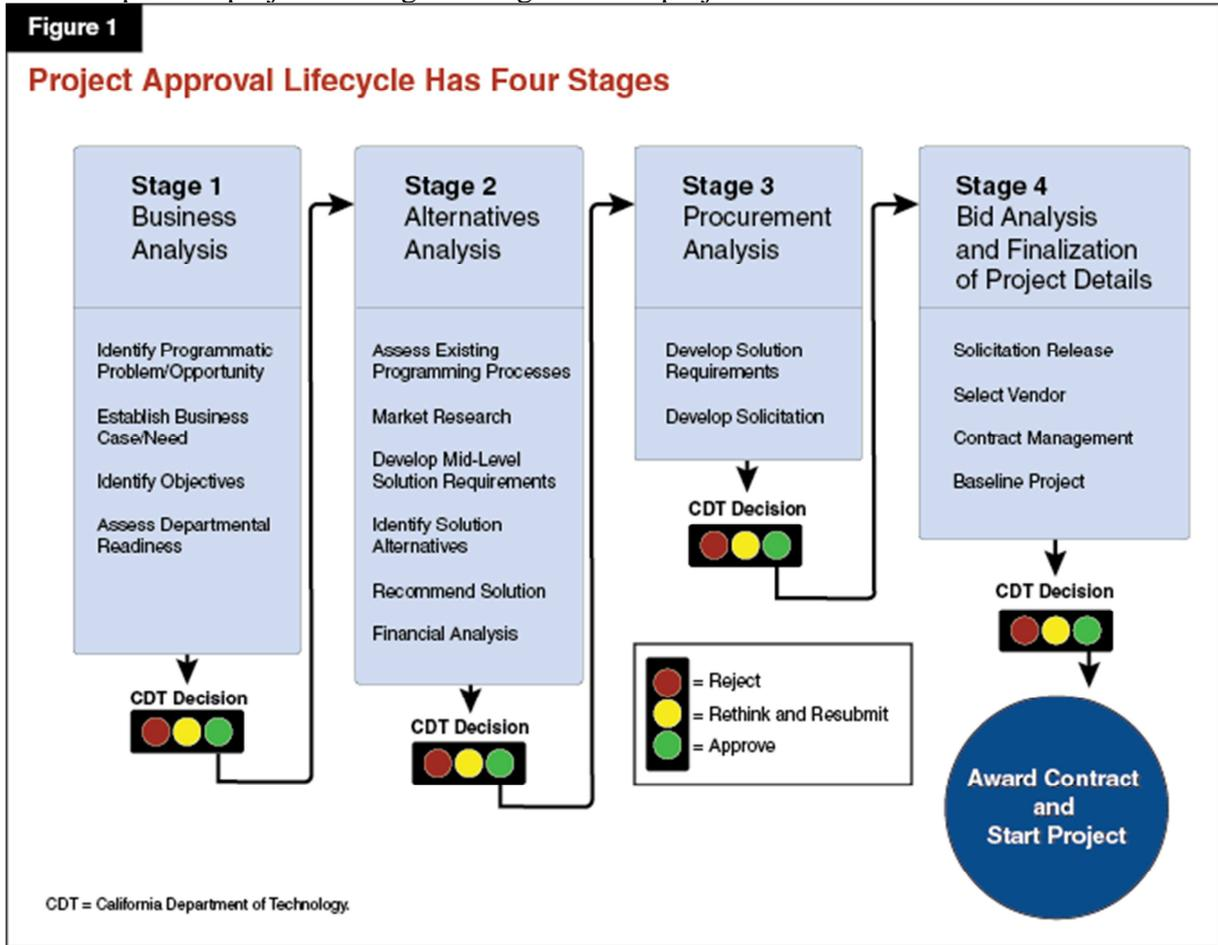 Figure 1
Project Approval Lifecycle Has Four Stages
Stage 1
Business
Analysis
Identify Programmatic
Problem/Opportunity
Establish Business
Case/Need
Identify Objectives
Assess Departmental
Readiness
CDT Decision
Stage 2
Alternatives
Analysis
Assess Existing
Programming Processes
Market Research
Develop Mid-Level
Solution Requirements
Identify Solution
Alternatives
Recommend Solution
Financial Analysis
CDT Decision
Stage 3
Procurement
Analysis
Develop Solution
Requirements
Develop Solicitation
CDT Decision
Stage 4
Bid Analysis
and Finalization
of Project Details
Solicitation Release
Select Vendor
Contract Management
Baseline Project
CDT Decision
= Reject
= Rethink and Resubmit
= Approve
Award Contract
and
Start Project
CDT = California Department of Technology.